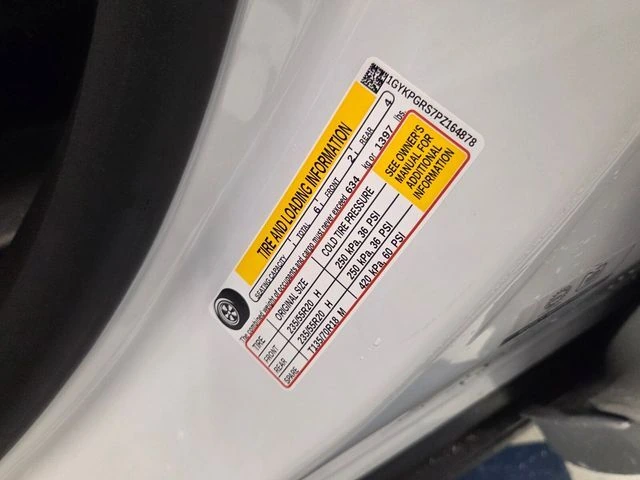 1GYKPGRS7PZ164878
TIRE AND LOADING INFORMATION
SEATING CAPACITY TOTAL 6 FRONT 2 REAR 4
The combined weight of occupants and cargo must never exceed 634 kg or 1397 lbs.
TIRE ORIGINAL SIZE COLD TIRE PRESSURE
FRONT 235/55R20 H 250 kPa, 36 PSI
REAR 235/55R20 H 250 kPa, 36 PSI
SPARE T135/70R18 M 420 kPa, 60 PSI
SEE OWNER'S
MANUAL FOR
ADDITIONAL
INFORMATION